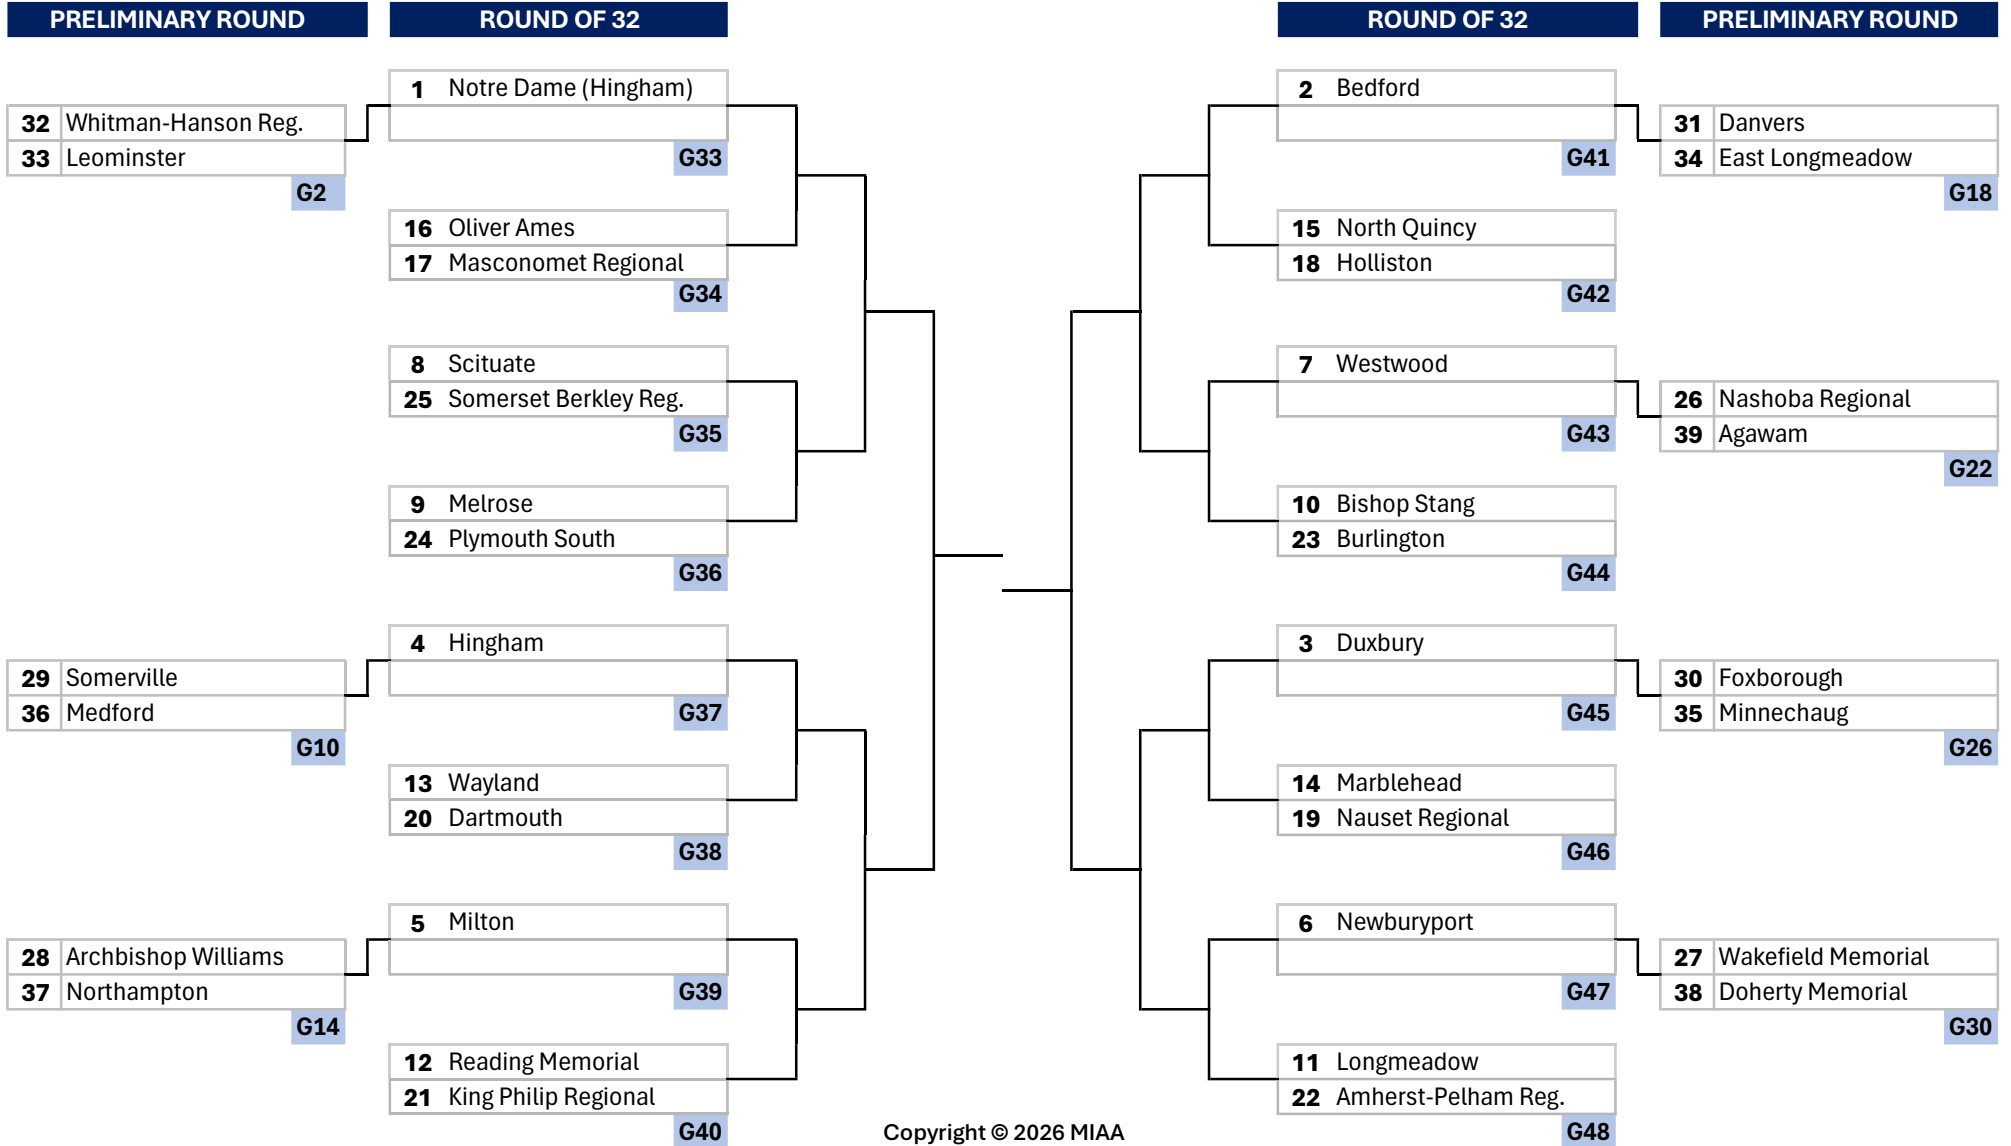 PRELIMINARY ROUND
ROUND OF 32
ROUND OF 32
PRELIMINARY ROUND
32 Whitman-Hanson Reg.
33 Leominster
G2
29 Somerville
36 Medford
G10
28 Archbishop Williams
37 Northampton
G14
1 Notre Dame (Hingham)
G33
16 Oliver Ames
17 Masconomet Regional
G34
8 Scituate
25 Somerset Berkley Reg.
G35
9 Melrose
24 Plymouth South
G36
4 Hingham
G37
13 Wayland
20 Dartmouth
G38
5 Milton
G39
12 Reading Memorial
21 King Philip Regional
G40
2 Bedford
G41
15 North Quincy
18 Holliston
G42
7 Westwood
G43
10 Bishop Stang
23 Burlington
G44
3 Duxbury
G45
14 Marblehead
19 Nauset Regional
G46
6 Newburyport
G47
11 Longmeadow
22 Amherst-Pelham Reg.
G48
31 Danvers
34 East Longmeadow
G18
26 Nashoba Regional
39 Agawam
G22
30 Foxborough
35 Minnechaug
G26
27 Wakefield Memorial
38 Doherty Memorial
G30
Copyright © 2026 MIAA